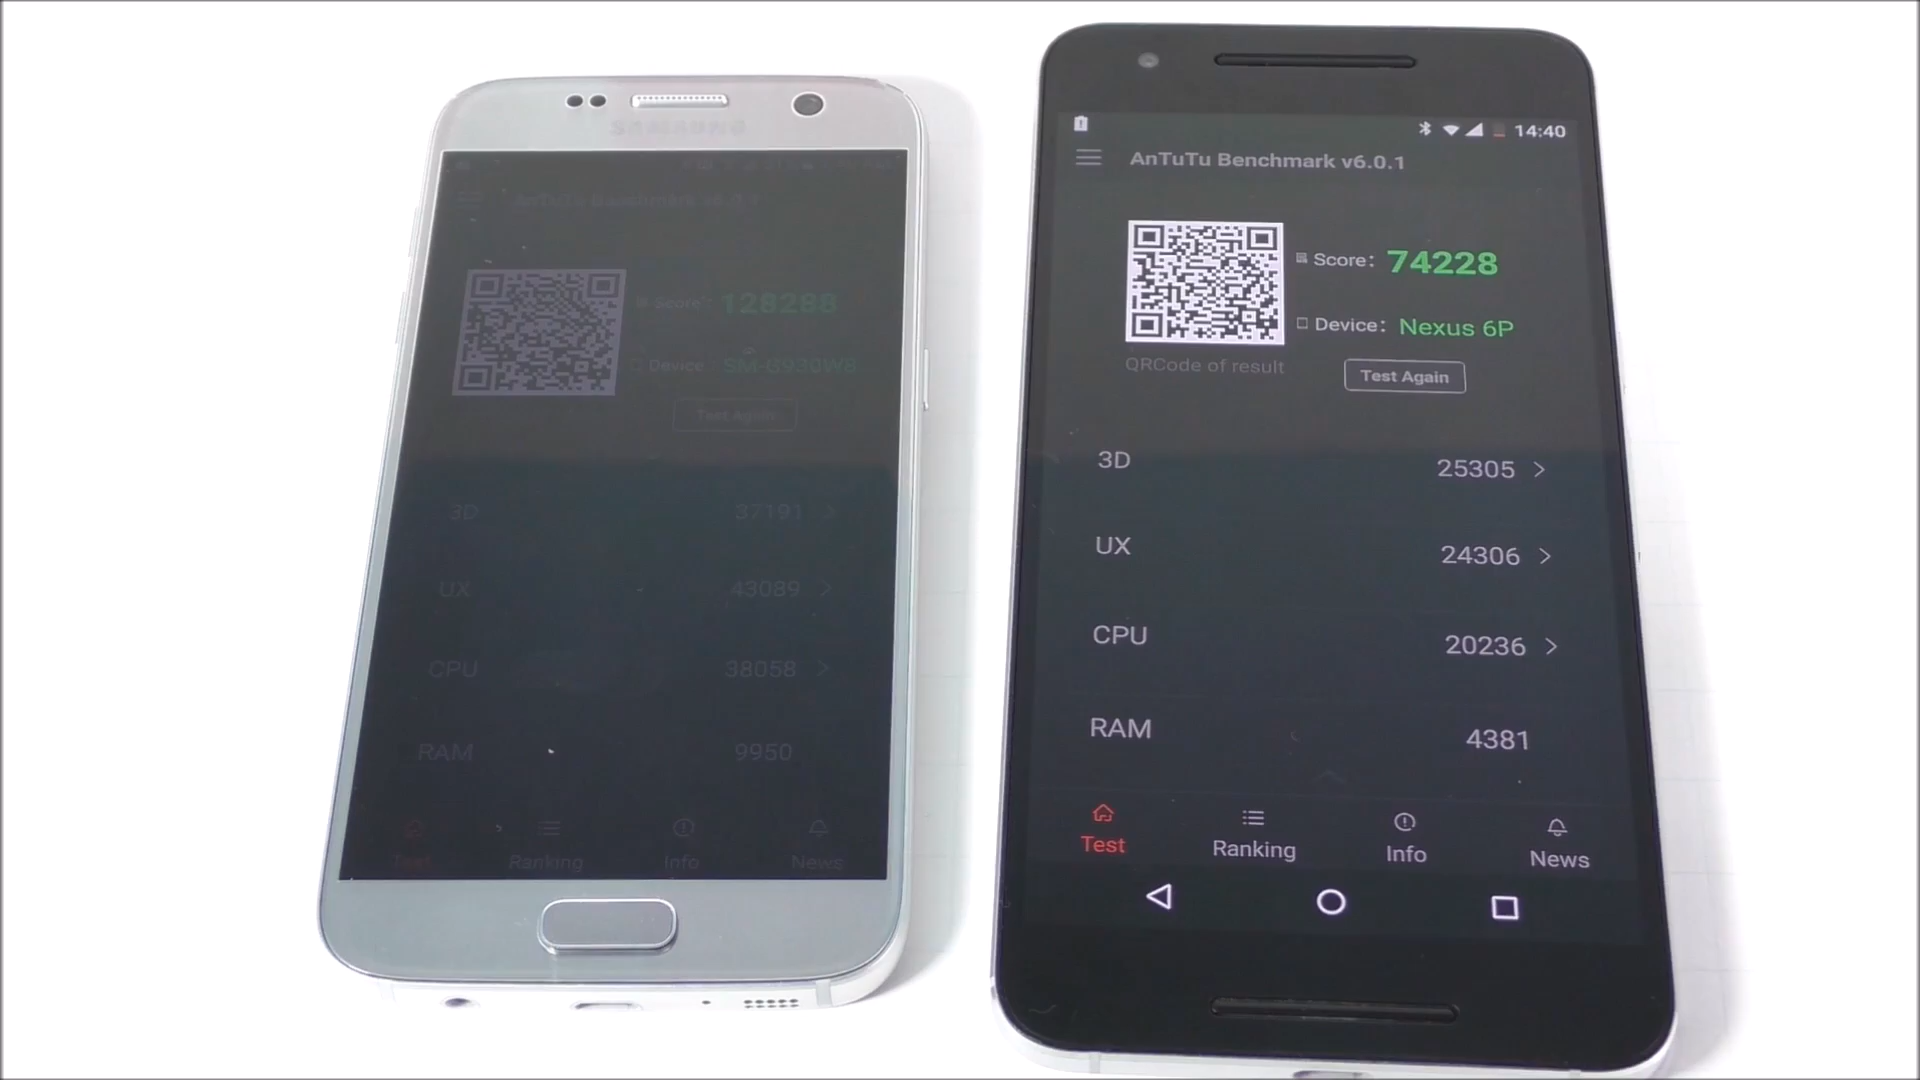 SAMSUNG
AnTuTu Benchmark v6.0.1
Score: 128288
Device: SM-G930W8
Test Again
3D 37191
UX 43089
CPU 38058
RAM 9950
Test Ranking Info News
14:40
AnTuTu Benchmark v6.0.1
Score: 74228
Device: Nexus 6P
QRCode of result
Test Again
3D 25305
UX 24306
CPU 20236
RAM 4381
Test Ranking Info News